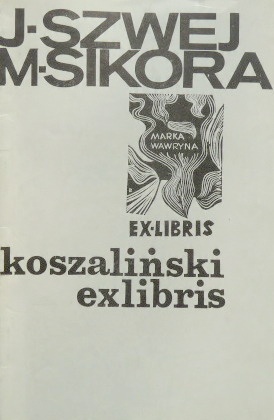 J·SZWEJ
M·SIKORA
MARKA
WAWRYNA
EX·LIBRIS
koszaliński
exlibris